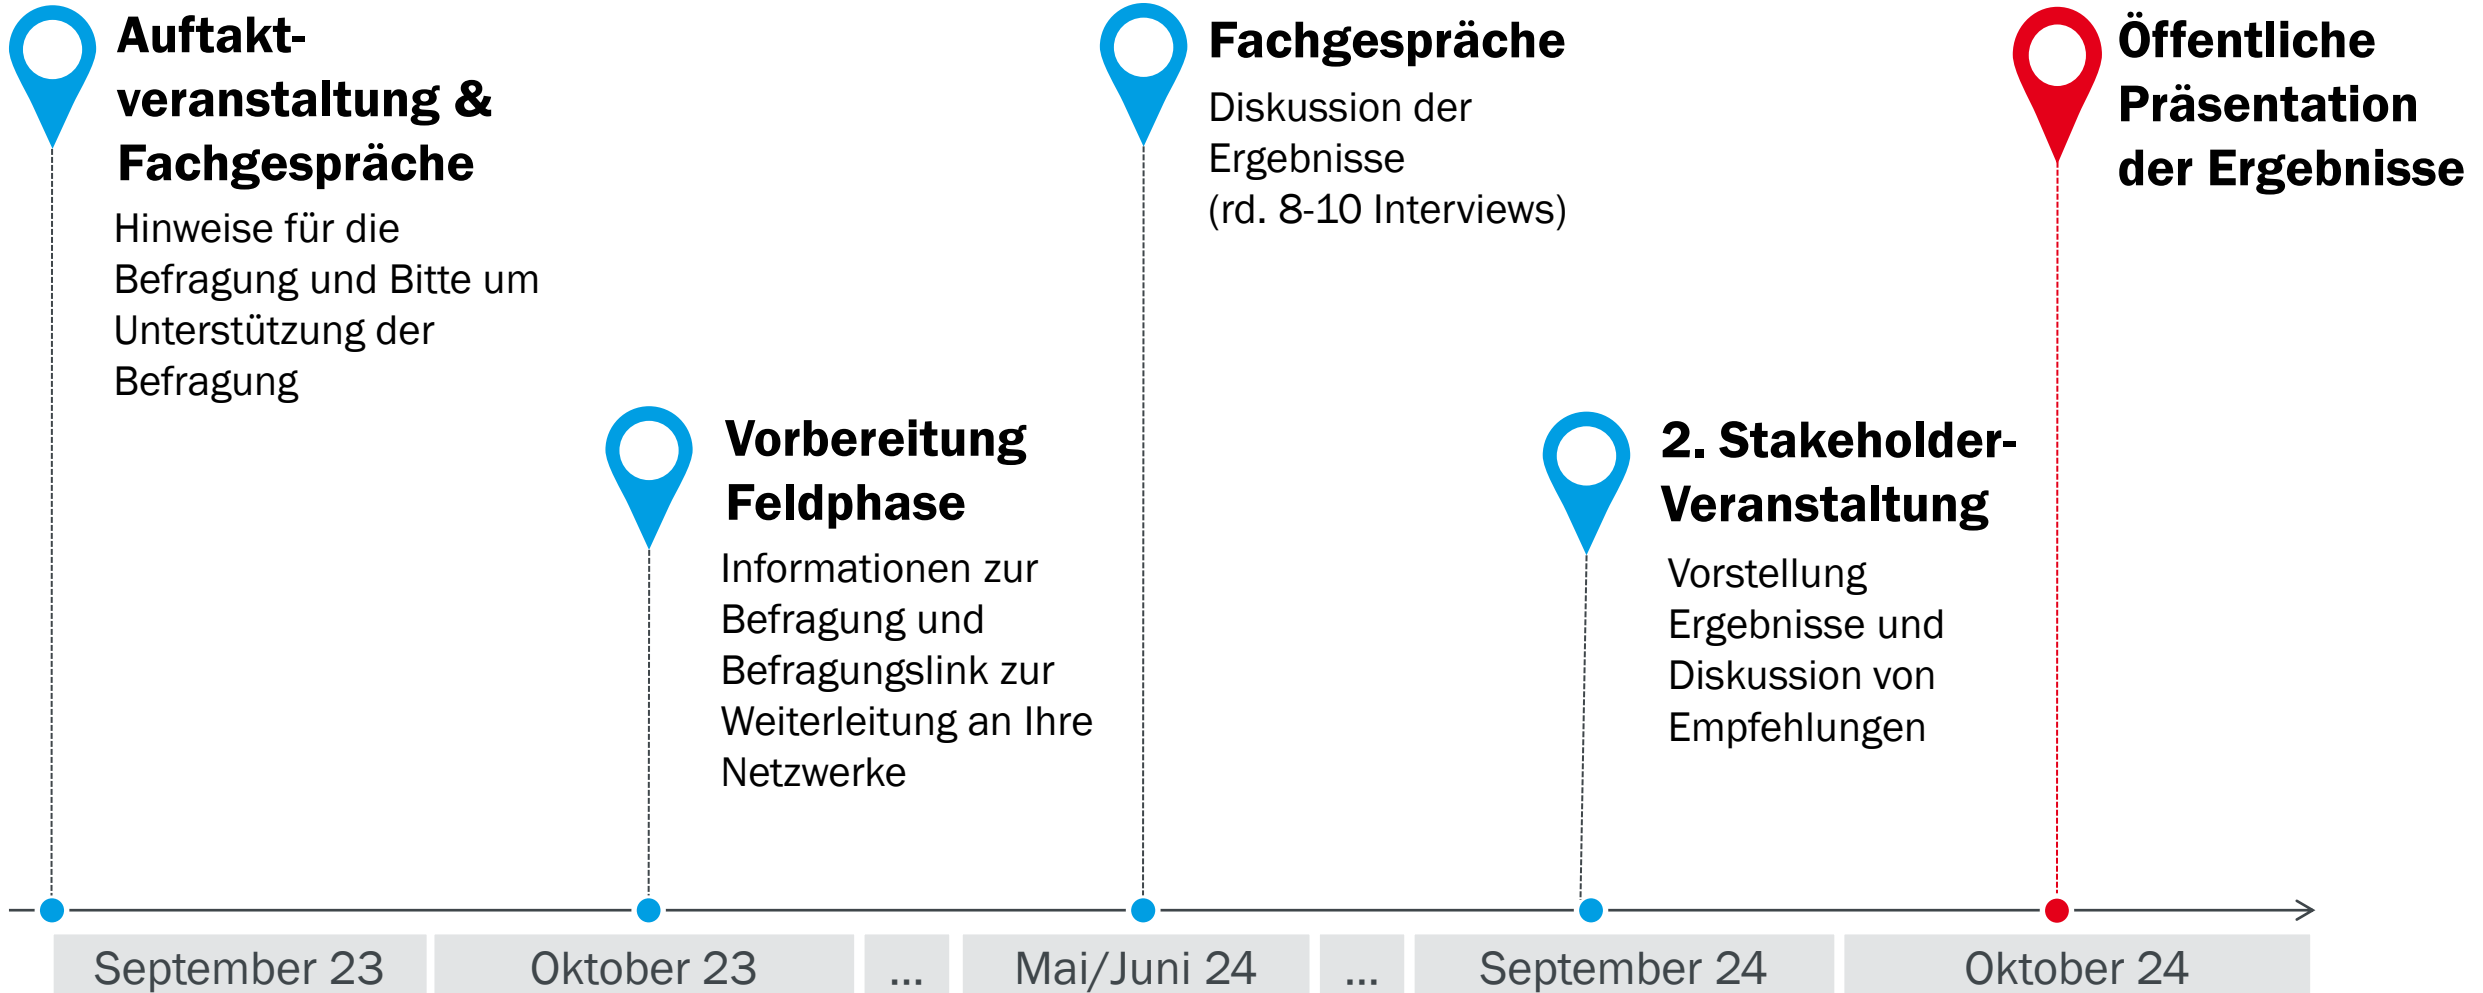 Auftakt-
veranstaltung &
Fachgespräche
Hinweise für die
Befragung und Bitte um
Unterstützung der
Befragung
Vorbereitung
Feldphase
Informationen zur
Befragung und
Befragungslink zur
Weiterleitung an Ihre
Netzwerke
Fachgespräche
Diskussion der
Ergebnisse
(rd. 8-10 Interviews)
2. Stakeholder-
Veranstaltung
Vorstellung
Ergebnisse und
Diskussion von
Empfehlungen
Öffentliche
Präsentation
der Ergebnisse
September 23
Oktober 23
...
Mai/Juni 24
...
September 24
Oktober 24